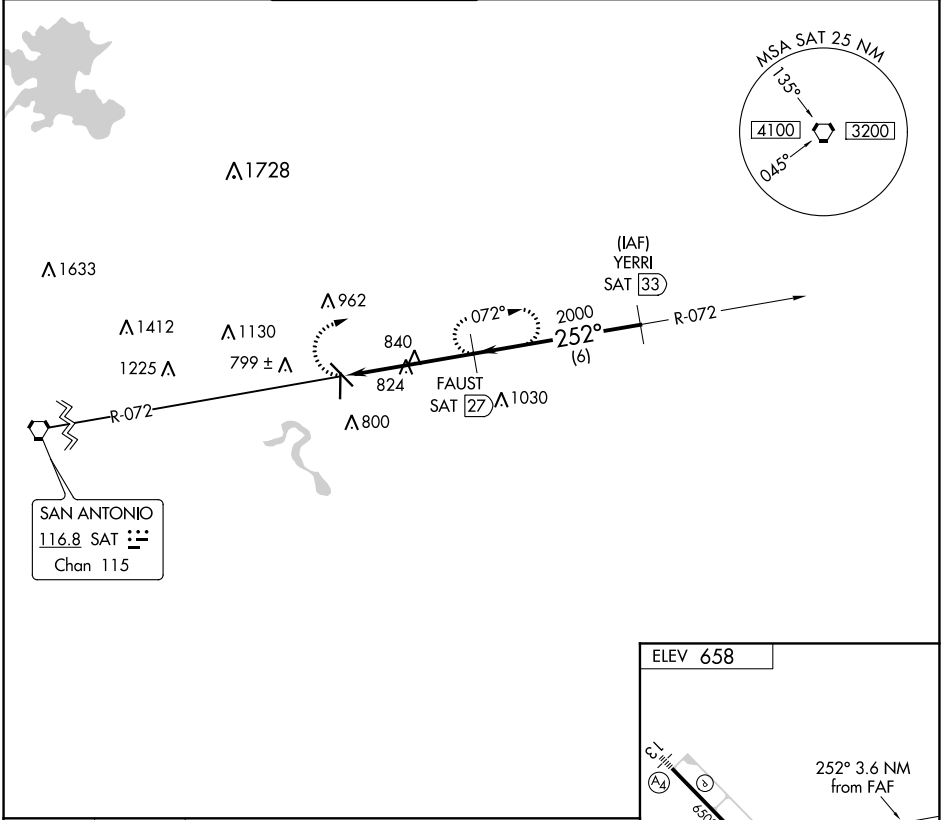 MSA SAT 25 NM
135°
4100
3200
045°
1728
1633
(IAF)
YERRI
SAT 33
962
072°
2000
R-072
252°
(6)
1412
1130
840
1225
799 ±
824
FAUST
SAT 27
1030
R-072
800
SAN ANTONIO
116.8 SAT
Chan 115
ELEV 658
13
A4
P
252° 3.6 NM
from FAF